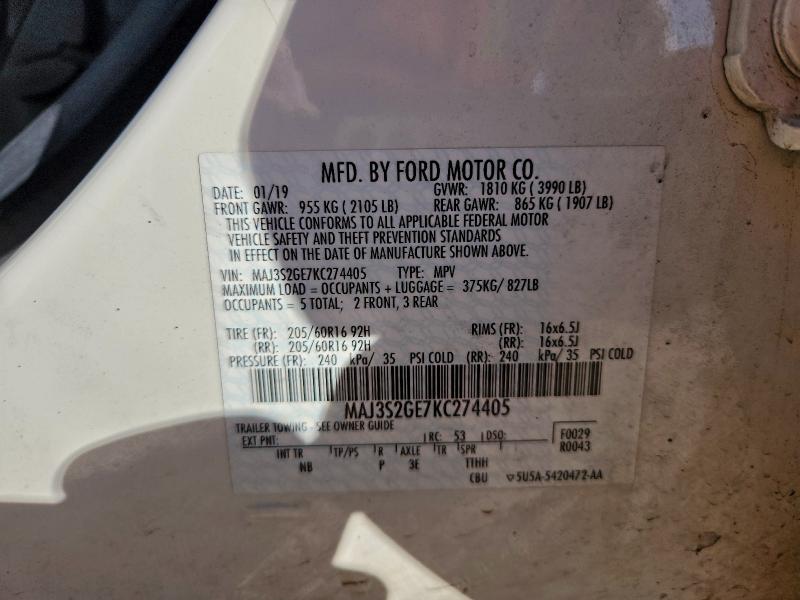 MFD. BY FORD MOTOR CO.
DATE: 01/19 GVWR: 1810 KG ( 3990 LB)
FRONT GAWR: 955 KG ( 2105 LB) REAR GAWR: 865 KG ( 1907 LB)
THIS VEHICLE CONFORMS TO ALL APPLICABLE FEDERAL MOTOR
VEHICLE SAFETY AND THEFT PREVENTION STANDARDS
IN EFFECT ON THE DATE OF MANUFACTURE SHOWN ABOVE.
VIN: MAJ3S2GE7KC274405 TYPE: MPV
MAXIMUM LOAD = OCCUPANTS + LUGGAGE = 375KG/ 827LB
OCCUPANTS = 5 TOTAL; 2 FRONT, 3 REAR
TIRE (FR): 205/60R16 92H RIMS (FR): 16x6.5J
(RR): 205/60R16 92H (RR): 16x6.5J
PRESSURE (FR): 240 kPa/ 35 PSI COLD (RR): 240 kPa/ 35 PSI COLD
MAJ3S2GE7KC274405
TRAILER TOWING - SEE OWNER GUIDE
EXT PNT: RC: 53 DSO: F0029
R0043
INT TR TP/PS R AXLE TR SPR
NB P 3E TTHH
CBU 5U5A-5420472-AA